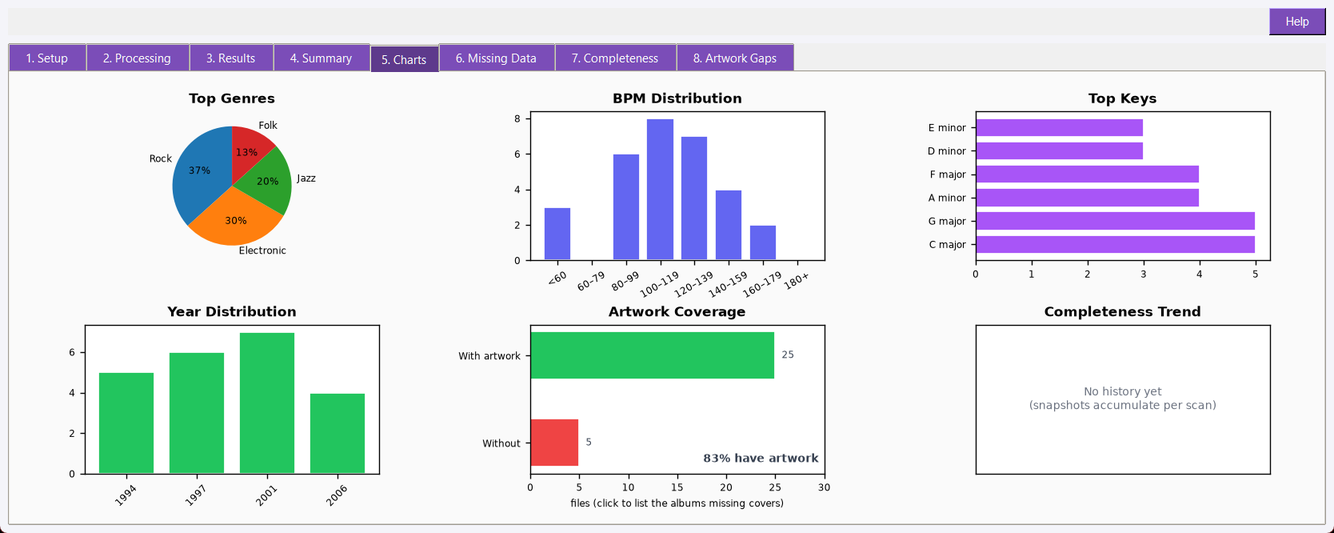 Help
1. Setup 2. Processing 3. Results 4. Summary 5. Charts 6. Missing Data 7. Completeness 8. Artwork Gaps
Top Genres
Folk
Rock
Jazz
Electronic
13%
37%
20%
30%
BPM Distribution
8
6
4
2
0
<60 60–79 80–99 100–119 120–139 140–159 160–179 180+
Top Keys
E minor
D minor
F major
A minor
G major
C major
0 1 2 3 4 5
Year Distribution
6
4
2
0
1994 1997 2001 2006
Artwork Coverage
With artwork 25
Without 5
83% have artwork
0 5 10 15 20 25 30
files (click to list the albums missing covers)
Completeness Trend
No history yet
(snapshots accumulate per scan)